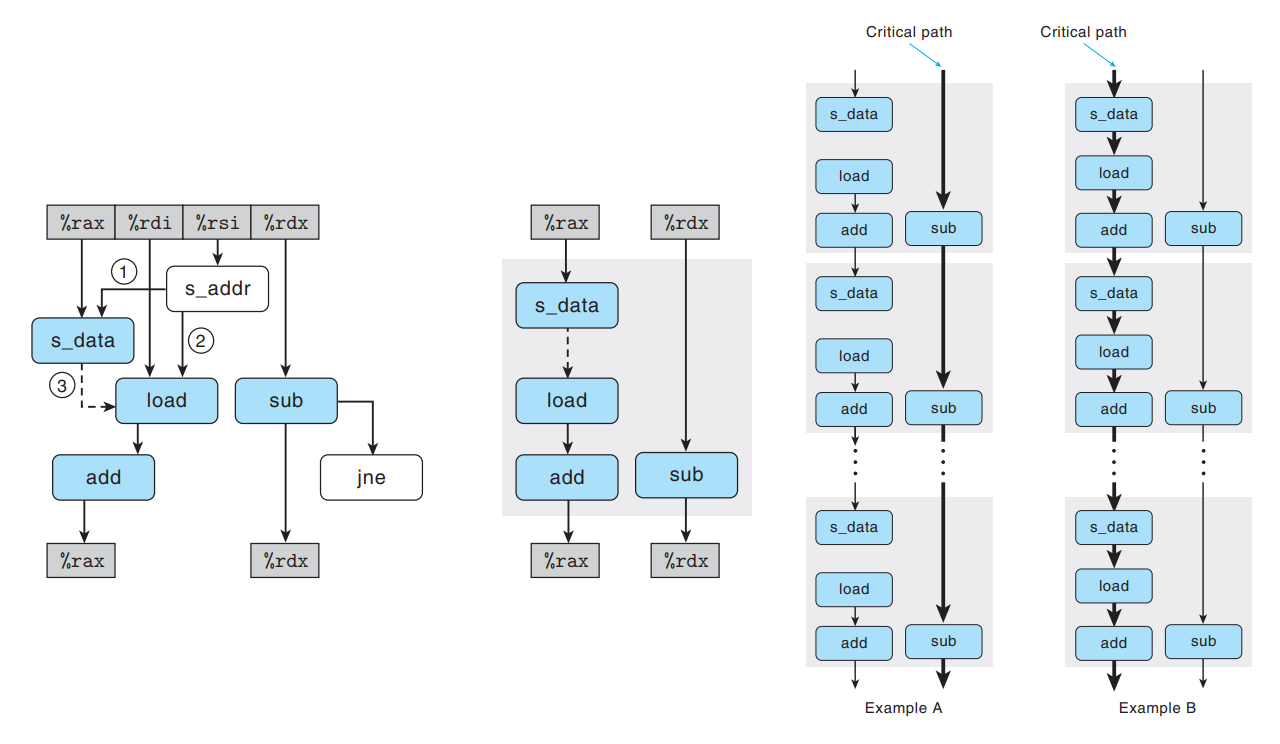 %rax %rdi %rsi %rdx
1
s_addr
s_data
2
3
load
sub
add
jne
%rax
%rdx
%rax
%rdx
s_data
load
add
sub
%rax
%rdx
Critical path
s_data
load
add
sub
s_data
load
add
sub
s_data
load
add
sub
Example A
Critical path
s_data
load
add
sub
s_data
load
add
sub
s_data
load
add
sub
Example B